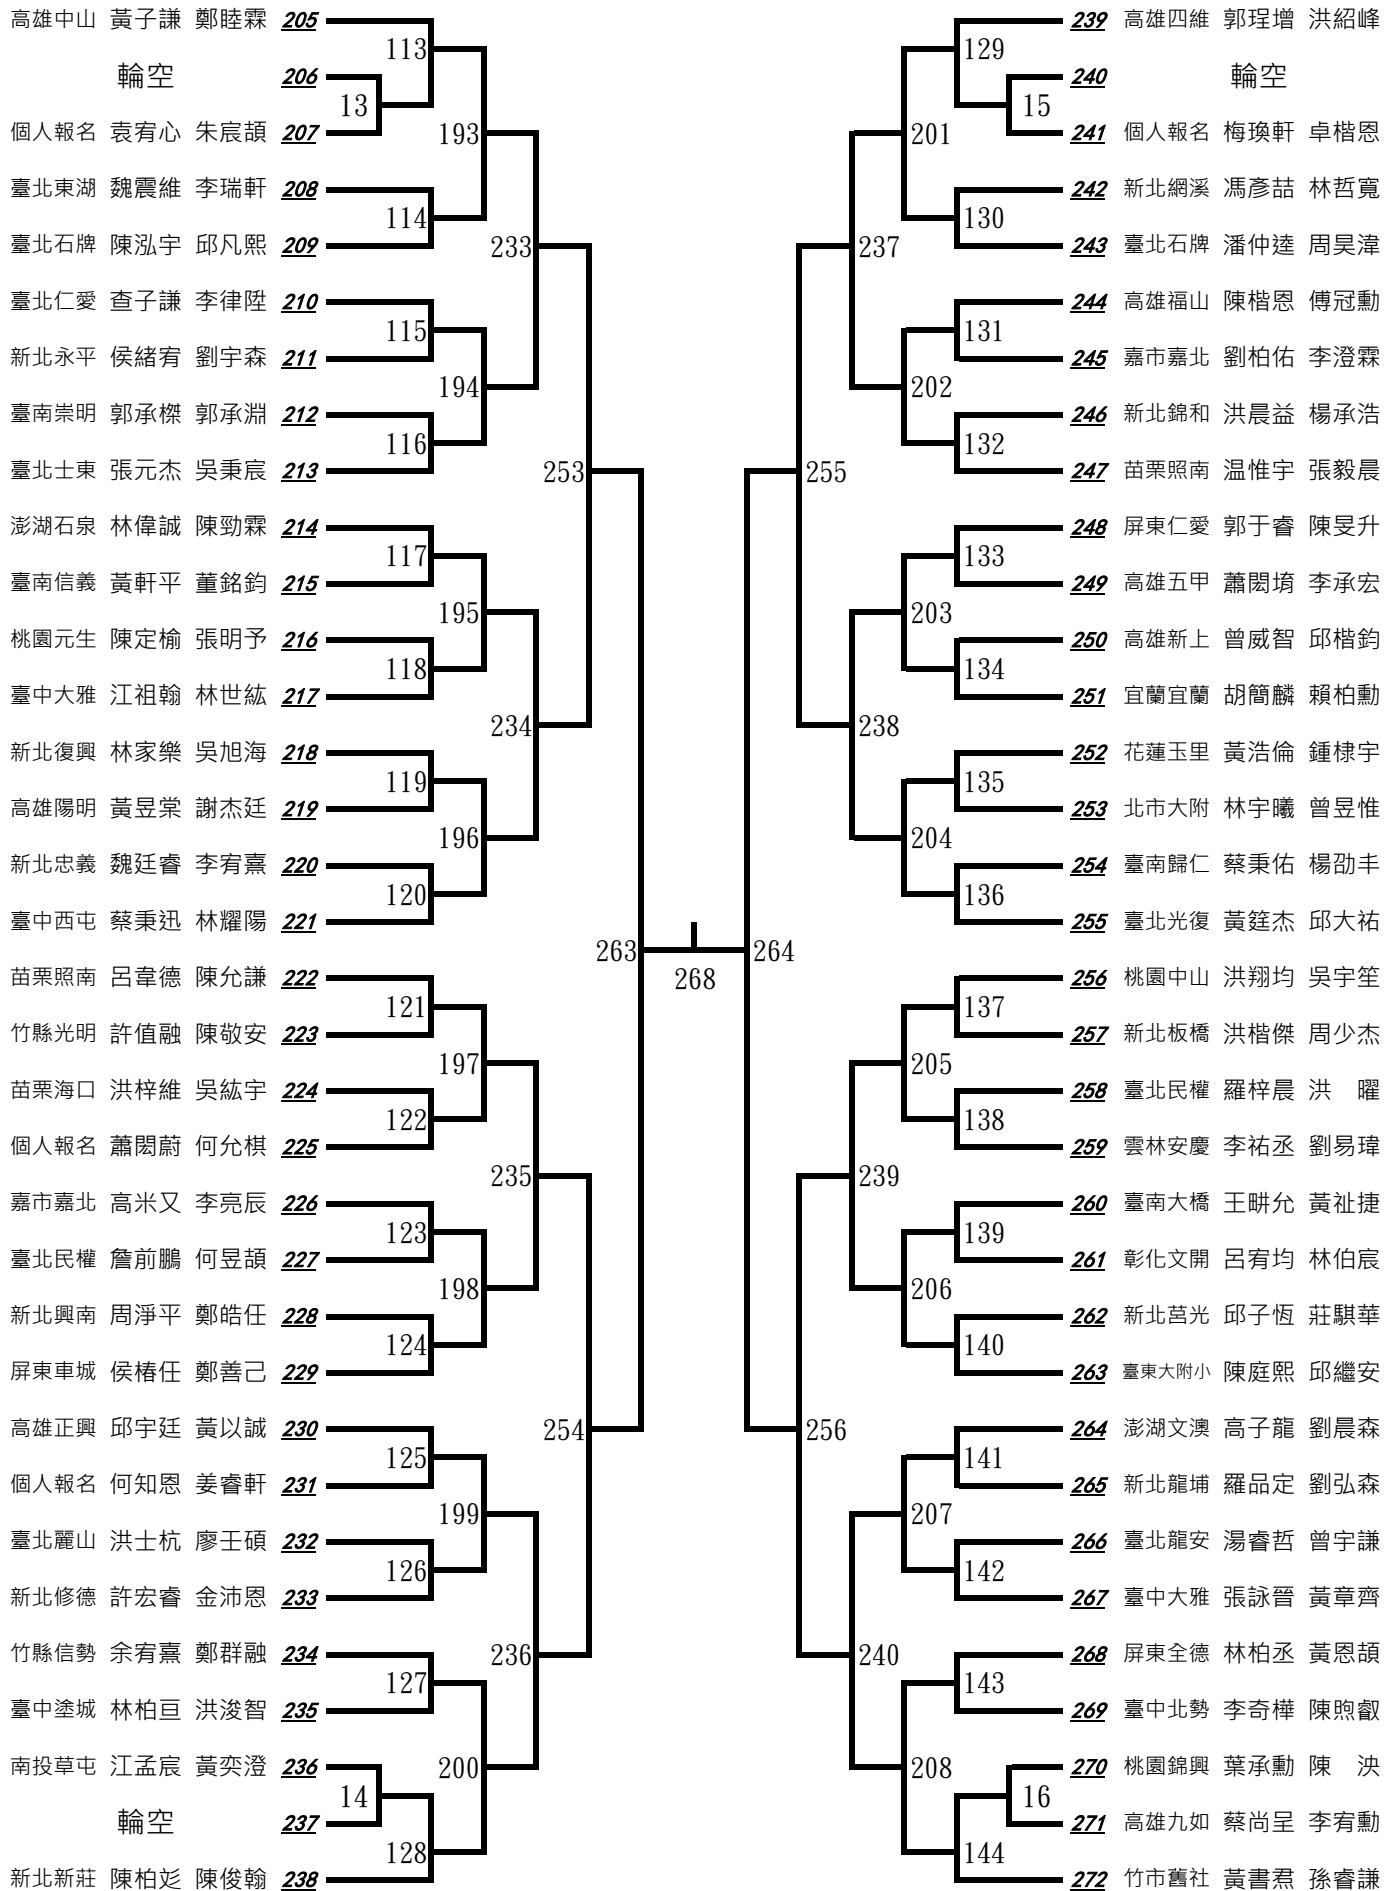 高雄中山 黃子謙 鄭睦霖 205
輪空 206
個人報名 袁宥心 朱宸頡 207
臺北東湖 魏震維 李瑞軒 208
臺北石牌 陳泓宇 邱凡熙 209
臺北仁愛 查子謙 李律陞 210
新北永平 侯緒宥 劉宇森 211
臺南崇明 郭承榤 郭承淵 212
臺北士東 張元杰 吳秉宸 213
澎湖石泉 林偉誠 陳勁霖 214
臺南信義 黃軒平 董銘鈞 215
桃園元生 陳定榆 張明予 216
臺中大雅 江祖翰 林世紘 217
新北復興 林家樂 吳旭海 218
高雄陽明 黃昱棠 謝杰廷 219
新北忠義 魏廷睿 李宥熹 220
臺中西屯 蔡秉迅 林耀陽 221
苗栗照南 呂韋德 陳允謙 222
竹縣光明 許值融 陳敬安 223
苗栗海口 洪梓維 吳紘宇 224
個人報名 蕭閎蔚 何允棋 225
嘉市嘉北 高米又 李亮辰 226
臺北民權 詹前鵬 何昱頡 227
新北興南 周淨平 鄭皓任 228
屏東車城 侯椿任 鄭善己 229
高雄正興 邱宇廷 黃以誠 230
個人報名 何知恩 姜睿軒 231
臺北麗山 洪士杭 廖壬碩 232
新北修德 許宏睿 金沛恩 233
竹縣信勢 余宥熹 鄭群融 234
臺中塗城 林柏亘 洪浚智 235
南投草屯 江孟宸 黃奕澄 236
輪空 237
新北新莊 陳柏彣 陳俊翰 238
13
14
113
114
115
116
117
118
119
120
121
122
123
124
125
126
127
128
193
194
195
196
197
198
199
200
233
234
235
236
253
254
263
268
264
255
256
237
238
239
240
201
202
203
204
205
206
207
208
129
130
131
132
133
134
135
136
137
138
139
140
141
142
143
144
15
16
239 高雄四維 郭珵增 洪紹峰
240 輪空
241 個人報名 梅瑍軒 卓楷恩
242 新北網溪 馮彥喆 林哲寬
243 臺北石牌 潘仲逵 周昊湋
244 高雄福山 陳楷恩 傅冠勳
245 嘉市嘉北 劉柏佑 李澄霖
246 新北錦和 洪晨益 楊承浩
247 苗栗照南 温惟宇 張毅晨
248 屏東仁愛 郭于睿 陳旻升
249 高雄五甲 蕭閎堉 李承宏
250 高雄新上 曾威智 邱楷鈞
251 宜蘭宜蘭 胡簡麟 賴柏勳
252 花蓮玉里 黃浩倫 鍾棣宇
253 北市大附 林宇曦 曾昱惟
254 臺南歸仁 蔡秉佑 楊劭丰
255 臺北光復 黃筳杰 邱大祐
256 桃園中山 洪翔均 吳宇笙
257 新北板橋 洪楷傑 周少杰
258 臺北民權 羅梓晨 洪　曜
259 雲林安慶 李祐丞 劉易瑋
260 臺南大橋 王畊允 黃祉捷
261 彰化文開 呂宥均 林伯宸
262 新北莒光 邱子恆 莊騏華
263 臺東大附小 陳庭熙 邱繼安
264 澎湖文澳 高子龍 劉晨森
265 新北龍埔 羅品定 劉弘森
266 臺北龍安 湯睿哲 曾宇謙
267 臺中大雅 張詠晉 黃章齊
268 屏東全德 林柏丞 黃恩頡
269 臺中北勢 李奇樺 陳煦叡
270 桃園錦興 葉承勳 陳　泱
271 高雄九如 蔡尚呈 李宥勳
272 竹市舊社 黃書焄 孫睿謙